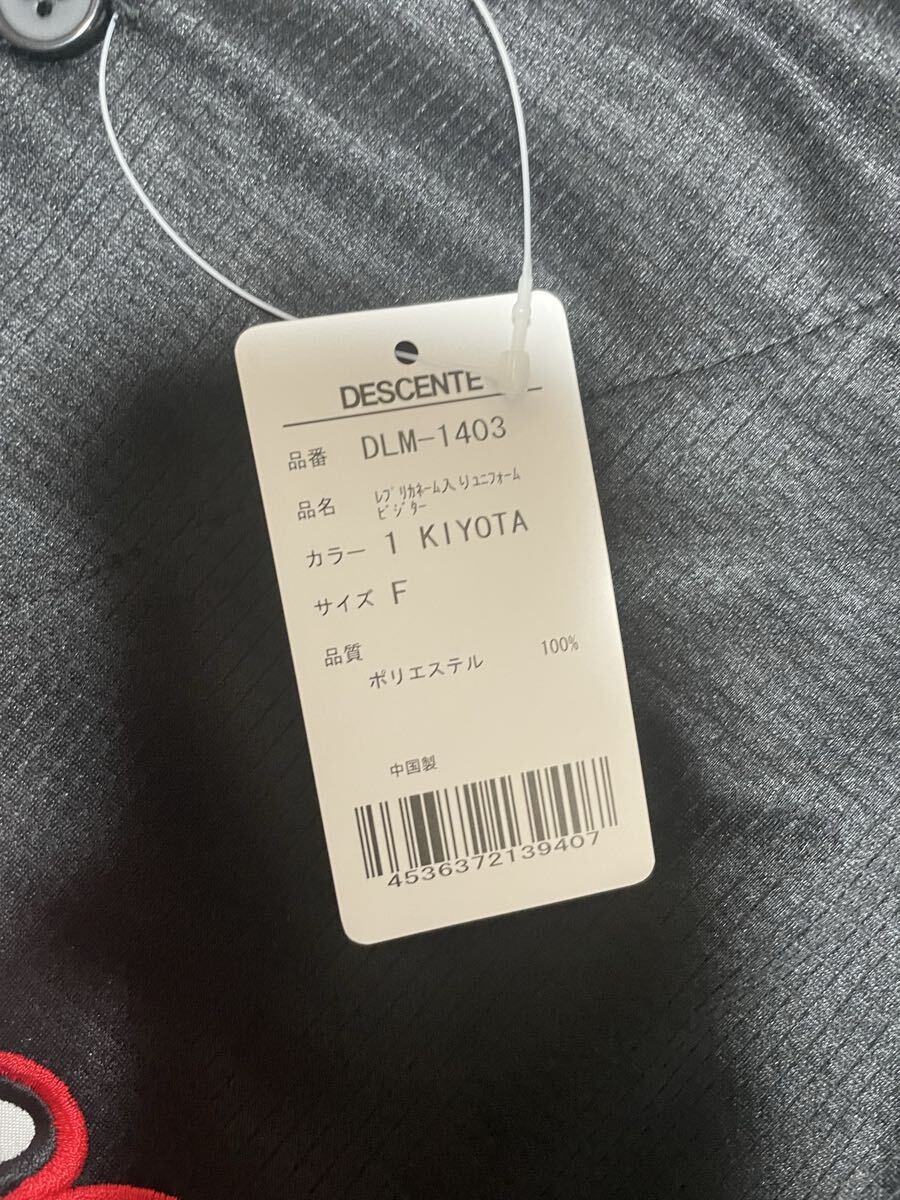 DESCENTE
品番 DLM-1403
品名 ﾚﾌﾟﾘｶﾈｰﾑ入りﾕﾆﾌｫｰﾑ
ﾋﾞｼﾞﾀｰ
カラー 1 KIYOTA
サイズ F
品質
ポリエステル 100%
中国製
4536372139407